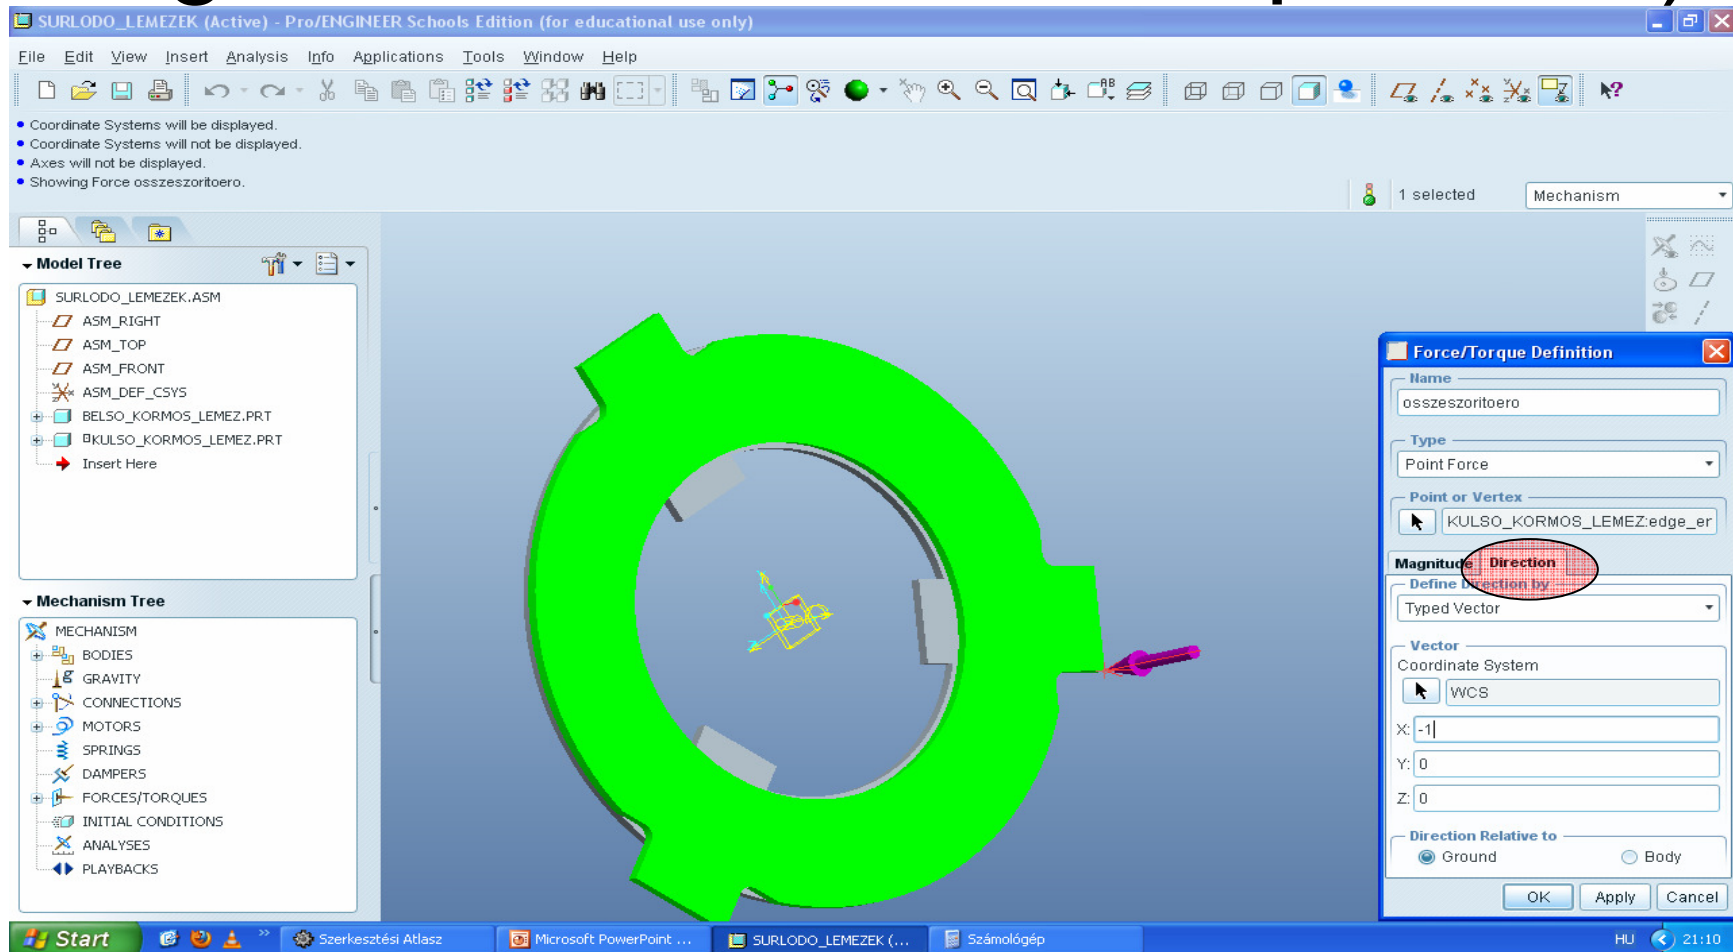 SURLODO_LEMEZEK (Active) - Pro/ENGINEER Schools Edition (for educational use only)
File Edit View Insert Analysis Info Applications Tools Window Help
Coordinate Systems will be displayed.
Coordinate Systems will not be displayed.
Axes will not be displayed.
Showing Force osszeszoritoero.
1 selected
Mechanism
Model Tree
SURLODO_LEMEZEK.ASM
ASM_RIGHT
ASM_TOP
ASM_FRONT
ASM_DEF_CSYS
BELSO_KORMOS_LEMEZ.PRT
KULSO_KORMOS_LEMEZ.PRT
Insert Here
Mechanism Tree
MECHANISM
BODIES
GRAVITY
CONNECTIONS
MOTORS
SPRINGS
DAMPERS
FORCES/TORQUES
INITIAL CONDITIONS
ANALYSES
PLAYBACKS
Force/Torque Definition
Name
osszeszoritoero
Type
Point Force
Point or Vertex
KULSO_KORMOS_LEMEZ:edge_er
Magnitude Direction
Define Direction by
Typed Vector
Vector
Coordinate System
WCS
X: -1
Y: 0
Z: 0
Direction Relative to
Ground Body
OK Apply Cancel
Start Szerkesztési Atlasz Microsoft PowerPoint ... SURLODO_LEMEZEK (... Számológép HU 21:10